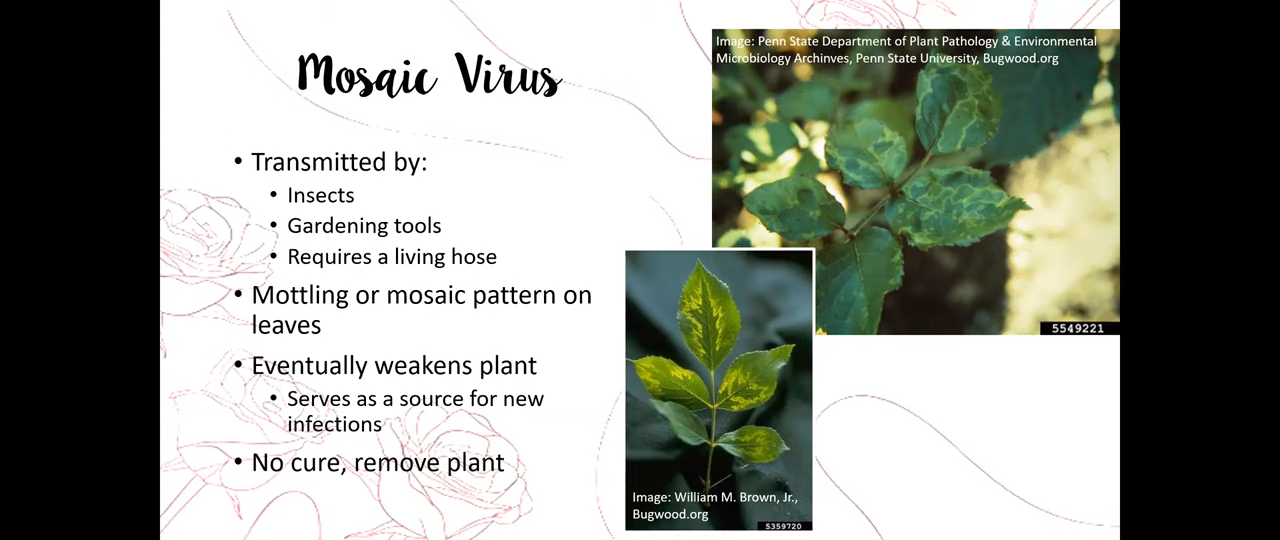 Mosaic Virus
• Transmitted by:
• Insects
• Gardening tools
• Requires a living hose
• Mottling or mosaic pattern on
leaves
• Eventually weakens plant
• Serves as a source for new
infections
• No cure, remove plant
Image: Penn State Department of Plant Pathology & Environmental
Microbiology Archinves, Penn State University, Bugwood.org
5549221
Image: William M. Brown, Jr.,
Bugwood.org
5359720